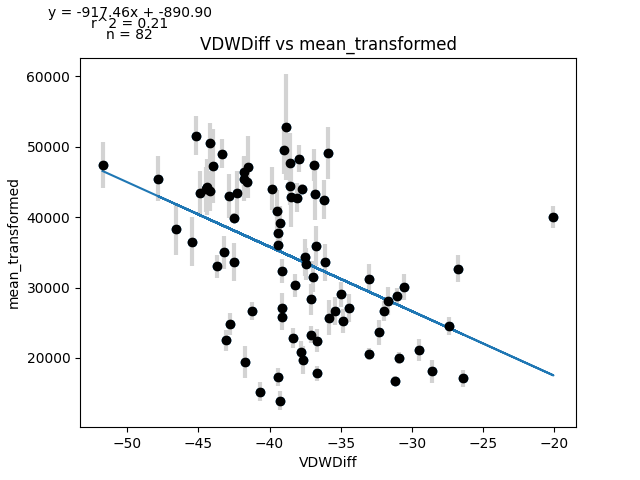 y = -917.46x + -890.90
r^2 = 0.21
n = 82
VDWDiff vs mean_transformed
60000
50000
40000
30000
20000
mean_transformed
−50
−45
−40
−35
−30
−25
−20
VDWDiff